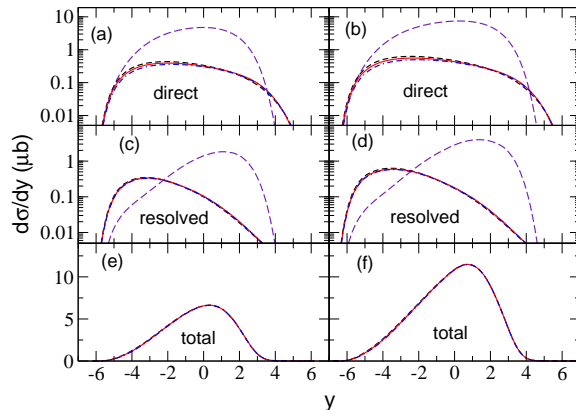 10
(a)
(b)
1
0.1
direct
direct
0.01
(c)
(d)
1
dσ/dy (μb)
0.1
resolved
resolved
0.01
(e)
(f)
10
5
total
total
0
-6 -4 -2 0 2 4 6 -6 -4 -2 0 2 4 6
y